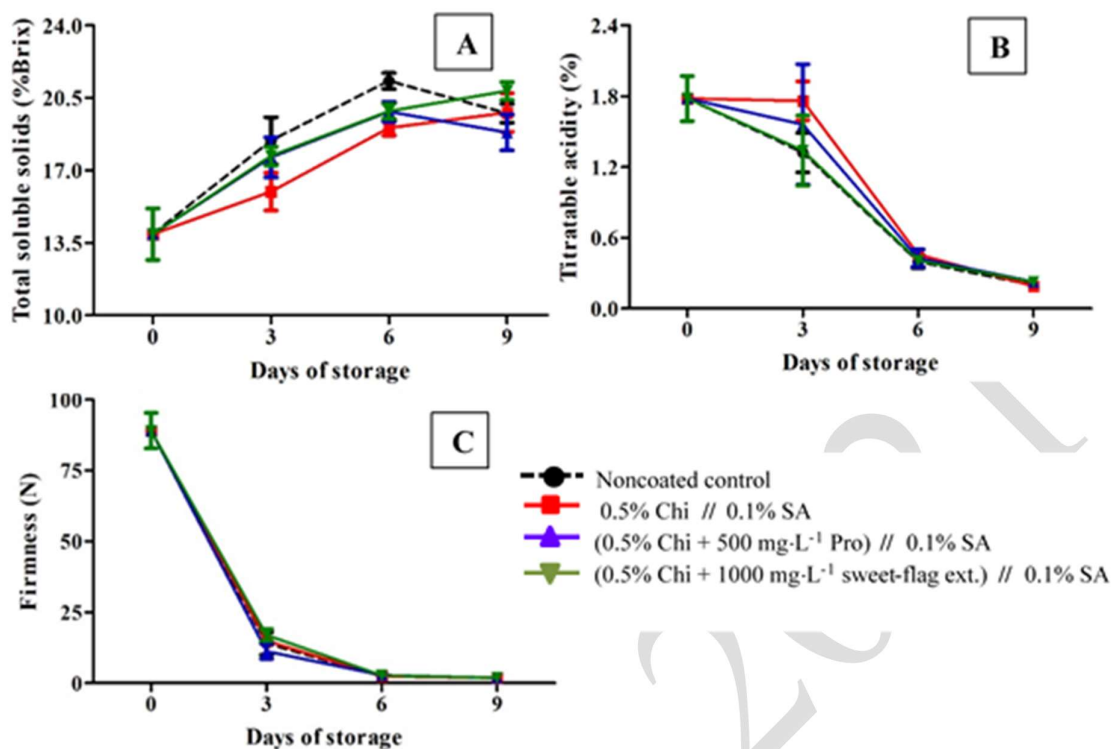 Total soluble solids (%Brix)
24.0
20.5
17.0
13.5
10.0
A
0 3 6 9
Days of storage
Titratable acidity (%)
2.4
1.8
1.2
0.6
0.0
B
0 3 6 9
Days of storage
Firmness (N)
100
75
50
25
0
C
0 3 6 9
Days of storage
Noncoated control
0.5% Chi // 0.1% SA
(0.5% Chi + 500 mg·L⁻¹ Pro) // 0.1% SA
(0.5% Chi + 1000 mg·L⁻¹ sweet-flag ext.) // 0.1% SA